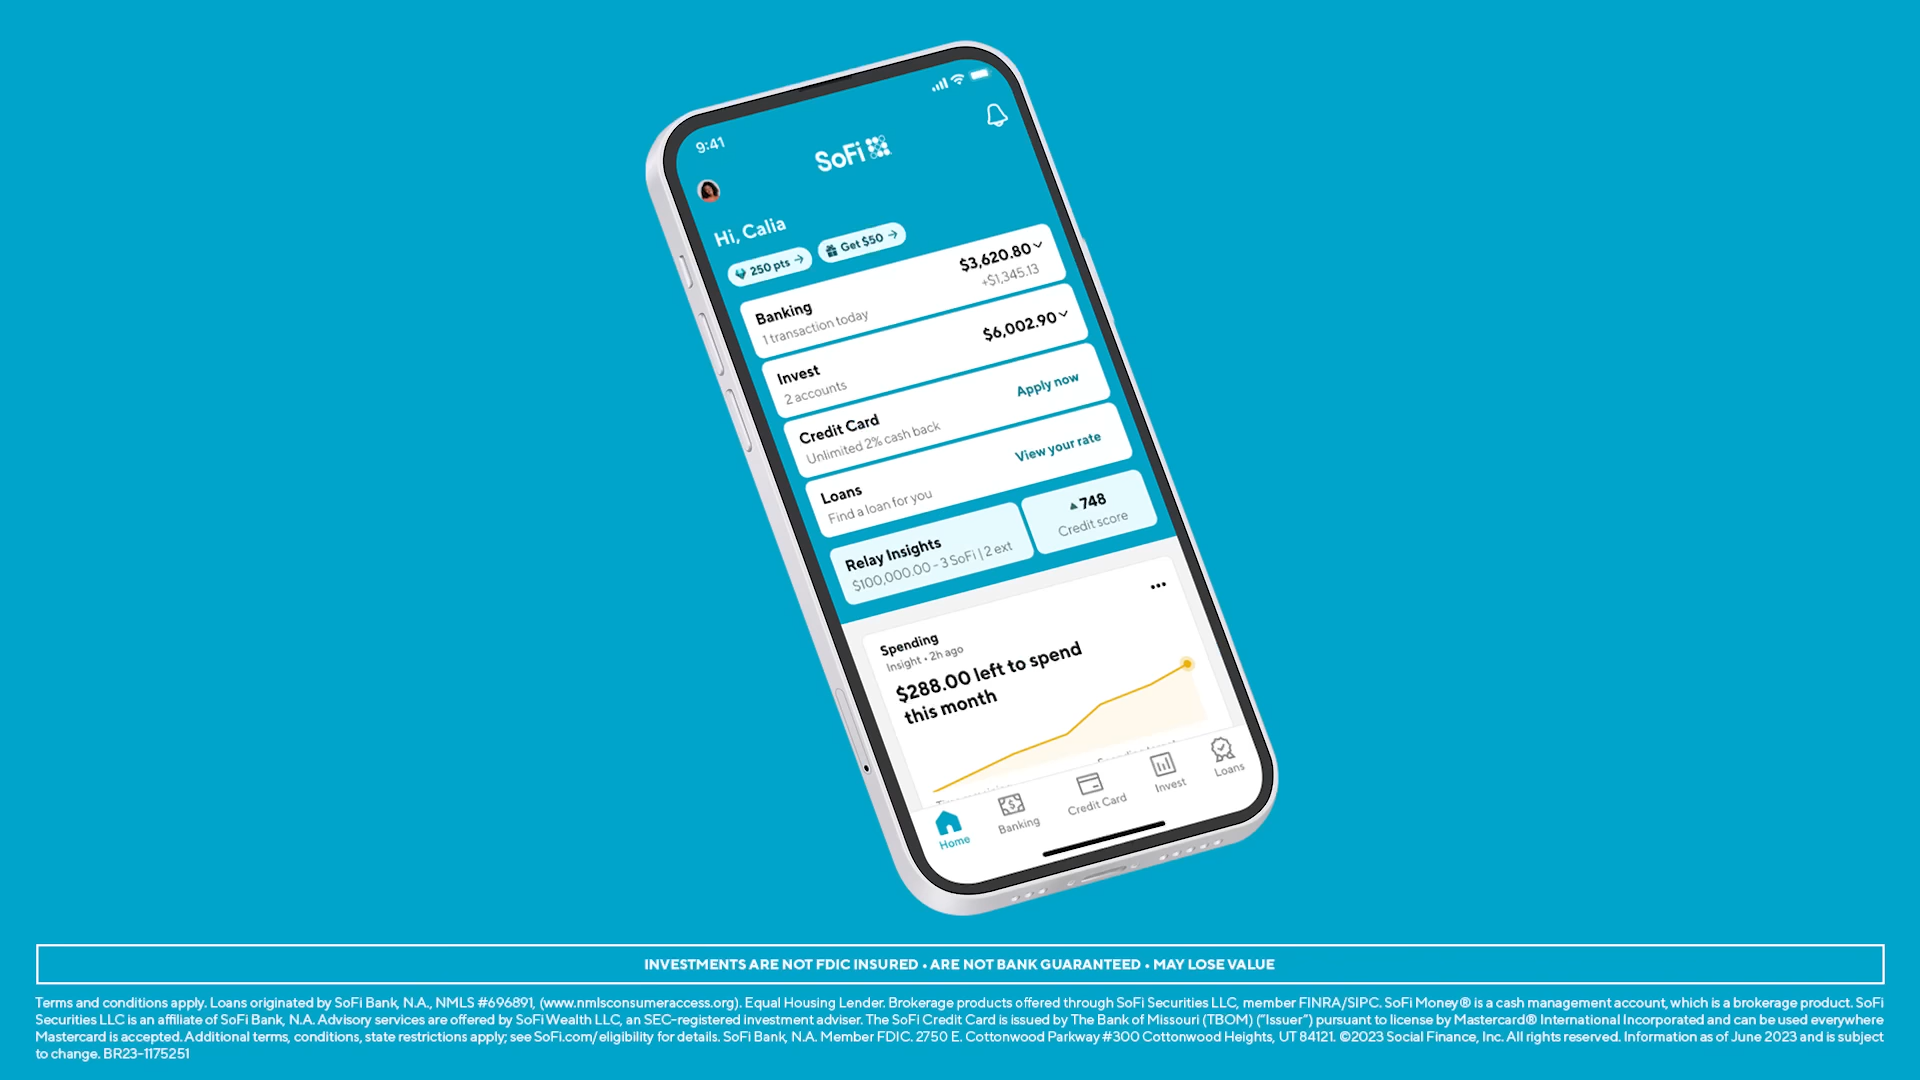 9:41
SoFi
Hi, Calia
250 pts →
Get $50 →
Banking
$3,620.80
1 transaction today
+$1,345.13
Invest
$6,002.90
2 accounts
Credit Card
Apply now
Unlimited 2% cash back
Loans
View your rate
Find a loan for you
Relay Insights
$100,000.00 - 3 SoFi | 2 ext
▲748
Credit score
Spending
Insight • 2h ago
$288.00 left to spend
this month
Home
Banking
Credit Card
Invest
Loans
INVESTMENTS ARE NOT FDIC INSURED • ARE NOT BANK GUARANTEED • MAY LOSE VALUE
Terms and conditions apply. Loans originated by SoFi Bank, N.A., NMLS #696891, (www.nmlsconsumeraccess.org). Equal Housing Lender. Brokerage products offered through SoFi Securities LLC, member FINRA/SIPC. SoFi Money® is a cash management account, which is a brokerage product. SoFi
Securities LLC is an affiliate of SoFi Bank, N.A. Advisory services are offered by SoFi Wealth LLC, an SEC-registered investment adviser. The SoFi Credit Card is issued by The Bank of Missouri (TBOM) ("Issuer") pursuant to license by Mastercard® International Incorporated and can be used everywhere
Mastercard is accepted. Additional terms, conditions, state restrictions apply; see SoFi.com/eligibility for details. SoFi Bank, N.A. Member FDIC. 2750 E. Cottonwood Parkway #300 Cottonwood Heights, UT 84121. ©2023 Social Finance, Inc. All rights reserved. Information as of June 2023 and is subject
to change. BR23-1175251